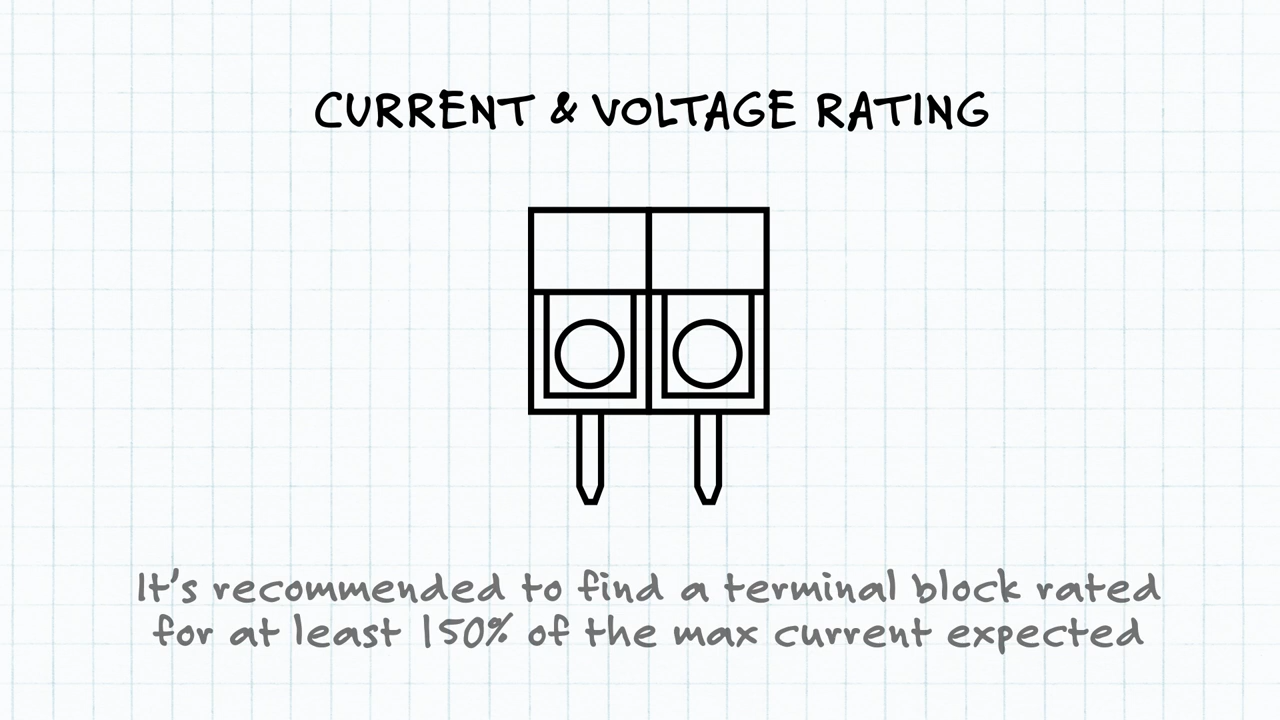 CURRENT & VOLTAGE RATING
It's recommended to find a terminal block rated
for at least 150% of the max current expected